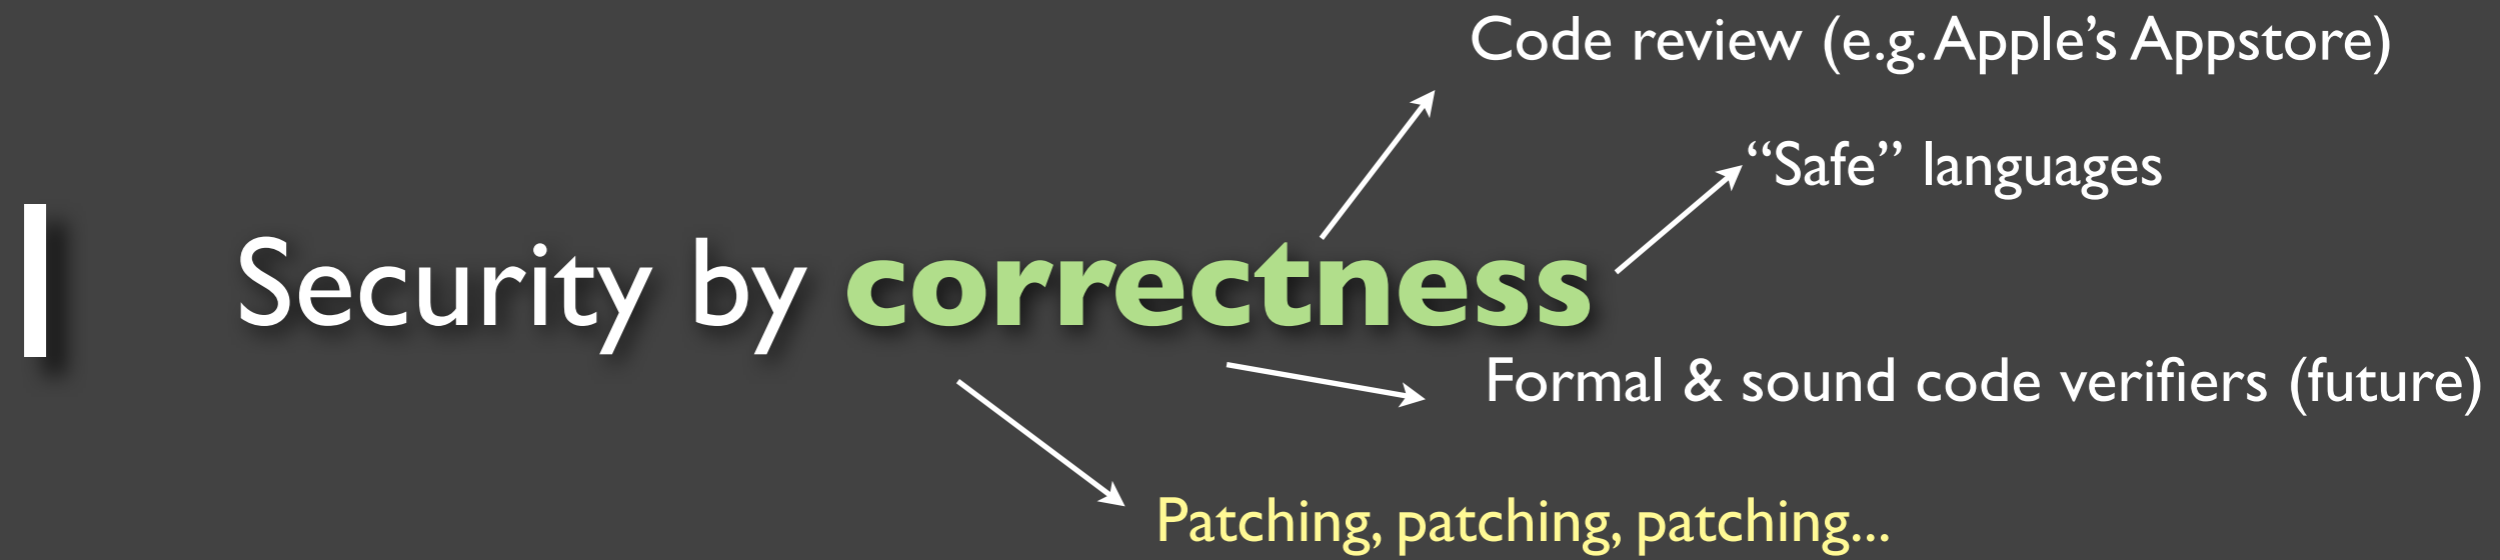 Code review (e.g. Apple’s Appstore)
“Safe” languages
| Security by correctness
Formal & sound code verifiers (future)
Patching, patching, patching...